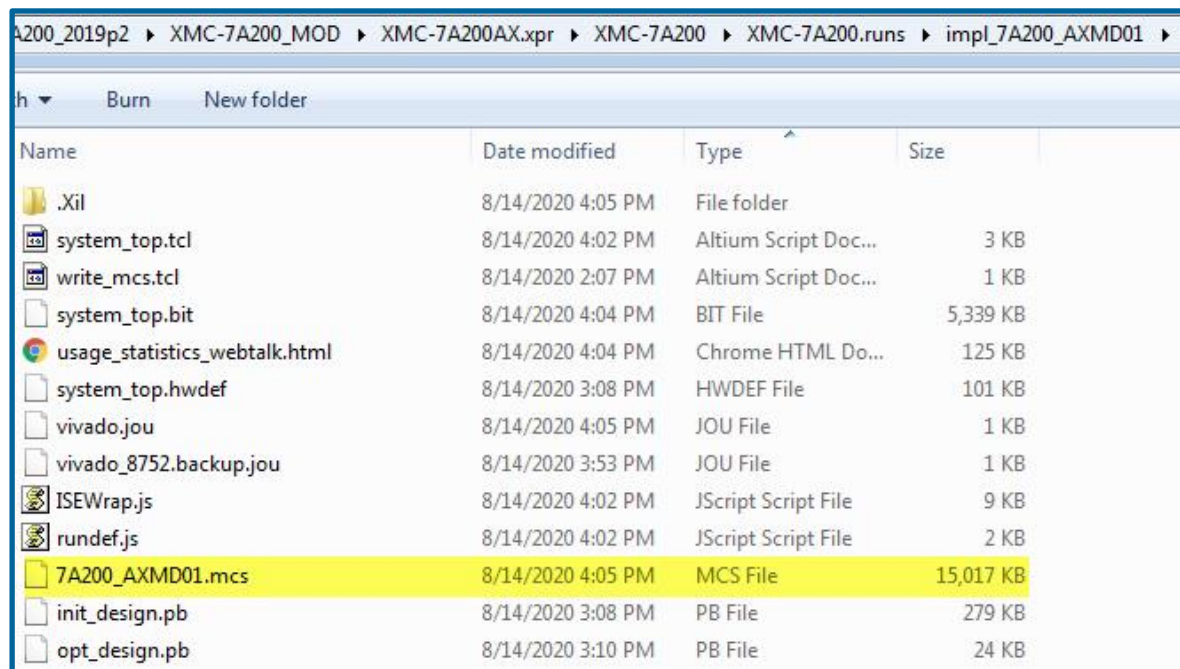 A200_2019p2 ▸ XMC-7A200_MOD ▸ XMC-7A200AX.xpr ▸ XMC-7A200 ▸ XMC-7A200.runs ▸ impl_7A200_AXMD01 ▸
h ▾ Burn New folder
Name Date modified Type Size
.Xil 8/14/2020 4:05 PM File folder
system_top.tcl 8/14/2020 4:02 PM Altium Script Doc... 3 KB
write_mcs.tcl 8/14/2020 2:07 PM Altium Script Doc... 1 KB
system_top.bit 8/14/2020 4:04 PM BIT File 5,339 KB
usage_statistics_webtalk.html 8/14/2020 4:04 PM Chrome HTML Do... 125 KB
system_top.hwdef 8/14/2020 3:08 PM HWDEF File 101 KB
vivado.jou 8/14/2020 4:05 PM JOU File 1 KB
vivado_8752.backup.jou 8/14/2020 3:53 PM JOU File 1 KB
ISEWrap.js 8/14/2020 4:02 PM JScript Script File 9 KB
rundef.js 8/14/2020 4:02 PM JScript Script File 2 KB
7A200_AXMD01.mcs 8/14/2020 4:05 PM MCS File 15,017 KB
init_design.pb 8/14/2020 3:08 PM PB File 279 KB
opt_design.pb 8/14/2020 3:10 PM PB File 24 KB